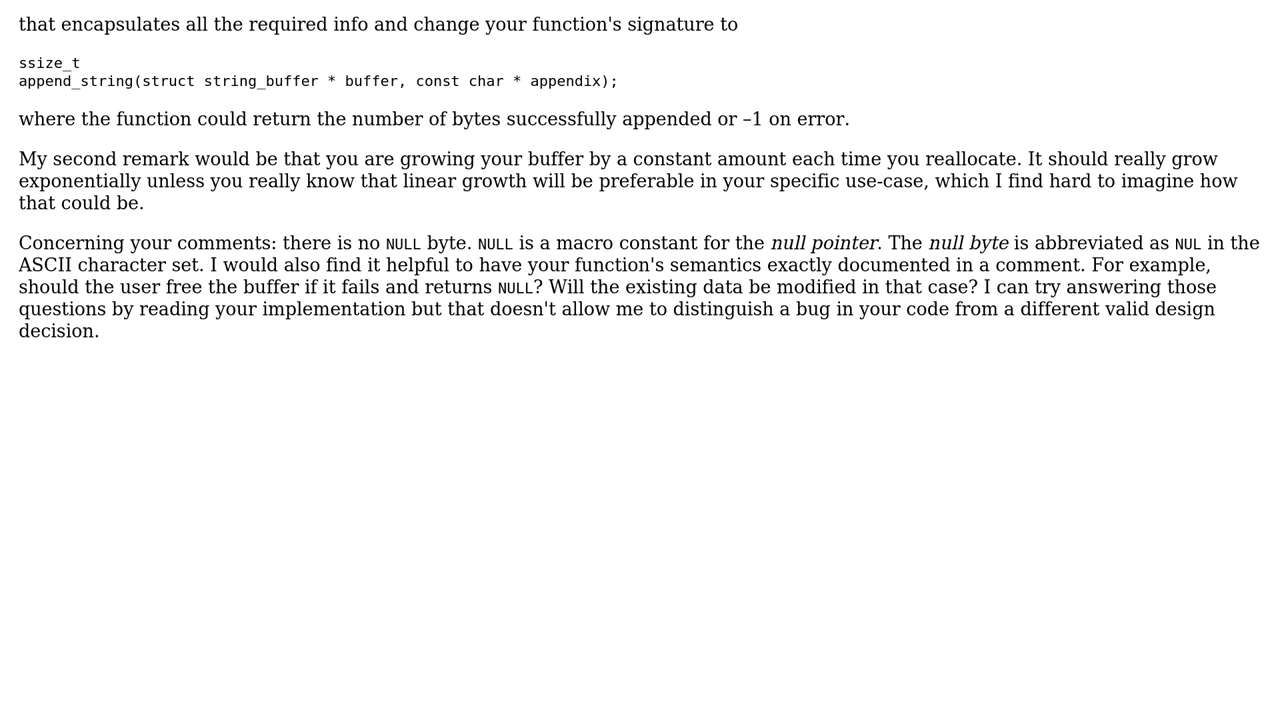 that encapsulates all the required info and change your function's signature to
ssize_t
append_string(struct string_buffer * buffer, const char * appendix);
where the function could return the number of bytes successfully appended or –1 on error.
My second remark would be that you are growing your buffer by a constant amount each time you reallocate. It should really grow
exponentially unless you really know that linear growth will be preferable in your specific use-case, which I find hard to imagine how
that could be.
Concerning your comments: there is no NULL byte. NULL is a macro constant for the null pointer. The null byte is abbreviated as NUL in the
ASCII character set. I would also find it helpful to have your function's semantics exactly documented in a comment. For example,
should the user free the buffer if it fails and returns NULL? Will the existing data be modified in that case? I can try answering those
questions by reading your implementation but that doesn't allow me to distinguish a bug in your code from a different valid design
decision.